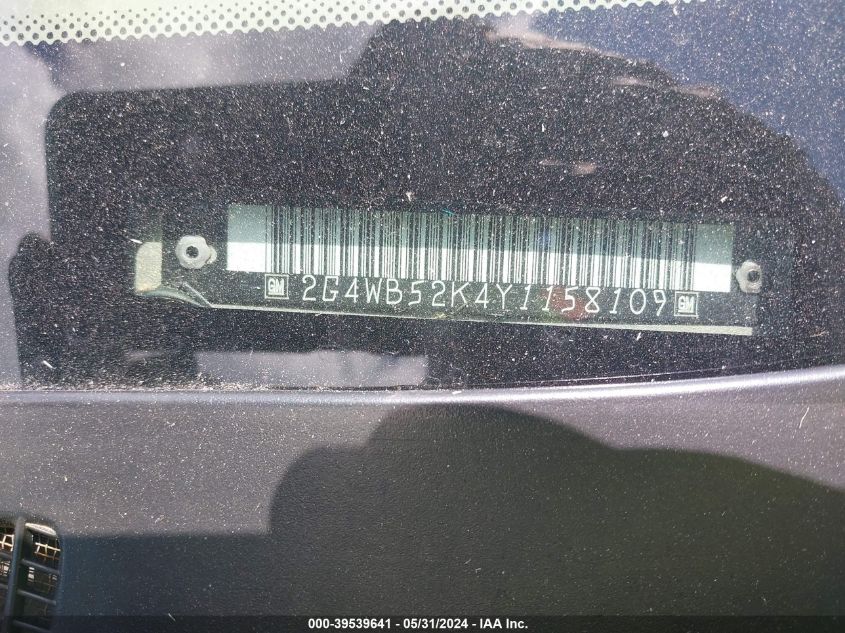 GM 2G4WB52K4Y1158109 GM
000-39539641 - 05/31/2024 - IAA Inc.